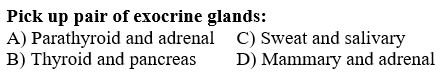 Pick up pair of exocrine glands:
A) Parathyroid and adrenal C) Sweat and salivary
B) Thyroid and pancreas D) Mammary and adrenal